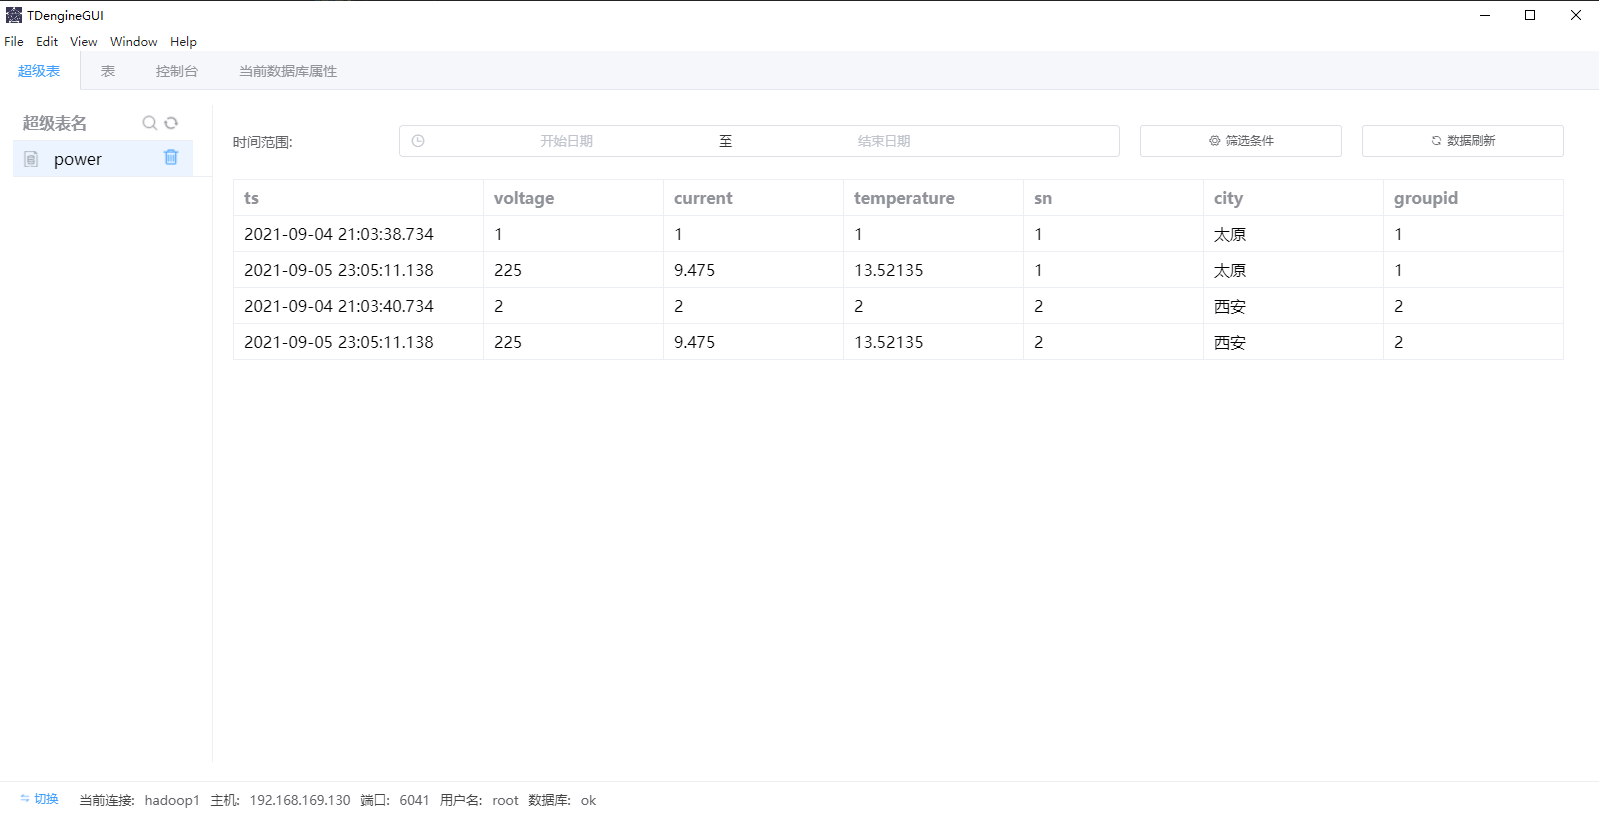 TDengineGUI
File Edit View Window Help
超级表 表 控制台 当前数据库属性
超级表名
power
时间范围: 开始日期 至 结束日期 筛选条件 数据刷新
ts voltage current temperature sn city groupid
2021-09-04 21:03:38.734 1 1 1 1 太原 1
2021-09-05 23:05:11.138 225 9.475 13.52135 1 太原 1
2021-09-04 21:03:40.734 2 2 2 2 西安 2
2021-09-05 23:05:11.138 225 9.475 13.52135 2 西安 2
切换 当前连接: hadoop1 主机: 192.168.169.130 端口: 6041 用户名: root 数据库: ok